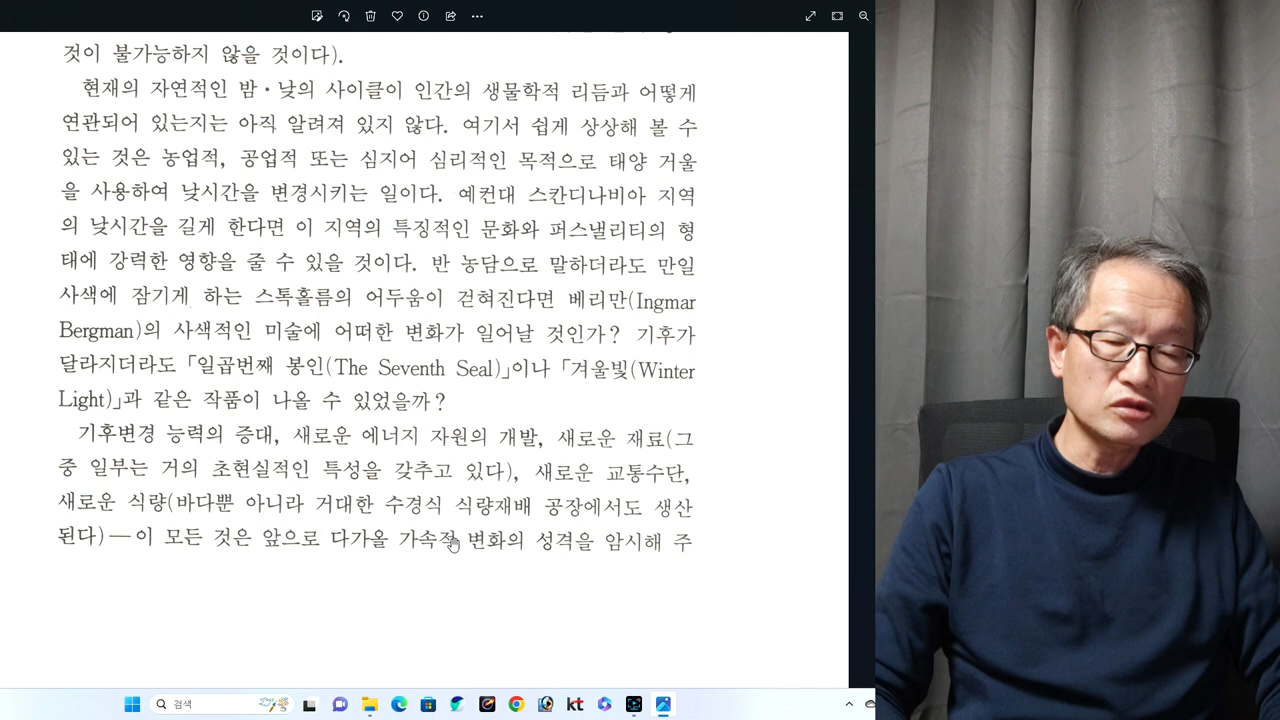 것이 불가능하지 않을 것이다).
현재의 자연적인 밤·낮의 사이클이 인간의 생물학적 리듬과 어떻게
연관되어 있는지는 아직 알려져 있지 않다. 여기서 쉽게 상상해 볼 수
있는 것은 농업적, 공업적 또는 심지어 심리적인 목적으로 태양 거울
을 사용하여 낮시간을 변경시키는 일이다. 예컨대 스칸디나비아 지역
의 낮시간을 길게 한다면 이 지역의 특징적인 문화와 퍼스낼리티의 형
태에 강력한 영향을 줄 수 있을 것이다. 반 농담으로 말하더라도 만일
사색에 잠기게 하는 스톡홀름의 어두움이 걷혀진다면 베리만(Ingmar
Bergman)의 사색적인 미술에 어떠한 변화가 일어날 것인가? 기후가
달라지더라도 「일곱번째 봉인(The Seventh Seal)」이나 「겨울빛(Winter
Light)」과 같은 작품이 나올 수 있었을까?
기후변경 능력의 증대, 새로운 에너지 자원의 개발, 새로운 재료(그
중 일부는 거의 초현실적인 특성을 갖추고 있다), 새로운 교통수단,
새로운 식량(바다뿐 아니라 거대한 수경식 식량재배 공장에서도 생산
된다)—이 모든 것은 앞으로 다가올 가속적 변화의 성격을 암시해 주
검색
kt